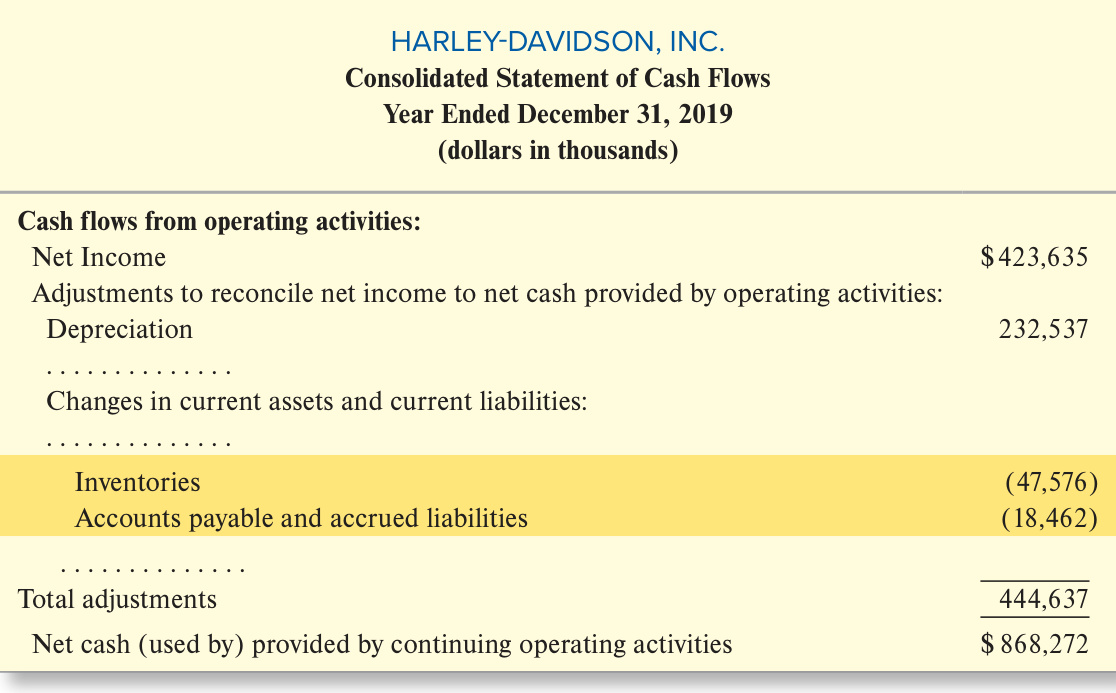 HARLEY-DAVIDSON, INC.
Consolidated Statement of Cash Flows
Year Ended December 31, 2019
(dollars in thousands)
Cash flows from operating activities:
Net Income $423,635
Adjustments to reconcile net income to net cash provided by operating activities:
Depreciation 232,537
. . . . . . . . . . . . . .
Changes in current assets and current liabilities:
. . . . . . . . . . . . . .
Inventories (47,576)
Accounts payable and accrued liabilities (18,462)
. . . . . . . . . . . . . .
Total adjustments 444,637
Net cash (used by) provided by continuing operating activities $868,272